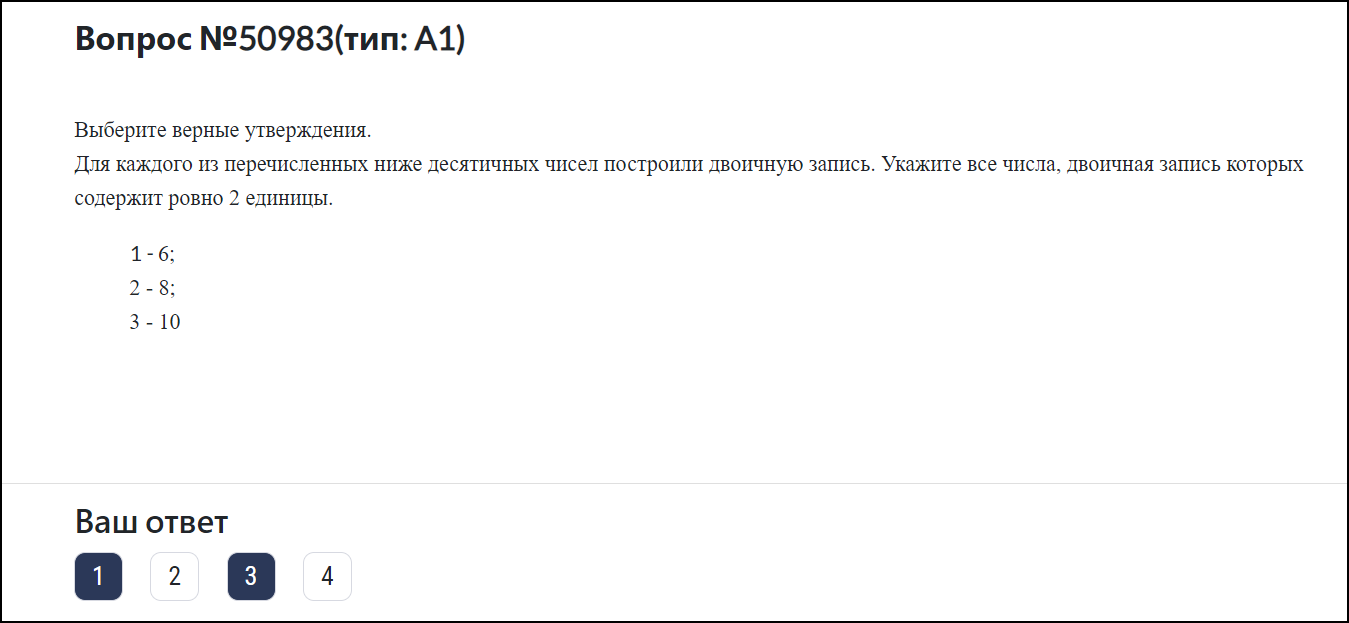 Вопрос №50983(тип: А1)
Выберите верные утверждения.
Для каждого из перечисленных ниже десятичных чисел построили двоичную запись. Укажите все числа, двоичная запись которых
содержит ровно 2 единицы.
1 - 6;
2 - 8;
3 - 10
Ваш ответ
1 2 3 4